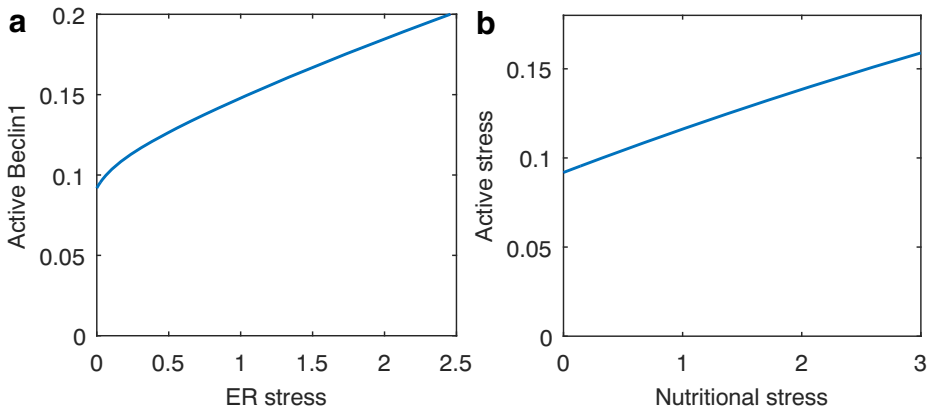 a
Active Beclin1
0.2
0.15
0.1
0.05
0
0 0.5 1 1.5 2 2.5
ER stress
b
Active stress
0.15
0.1
0.05
0
0 1 2 3
Nutritional stress